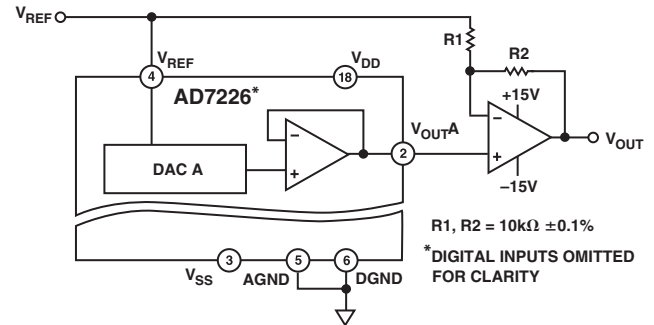 VREF
R1
R2
VREF
VDD
4
18
AD7226*
+15V
VOUTA
–
–
+
2
+
VOUT
DAC A
–15V
R1, R2 = 10kΩ ±0.1%
*DIGITAL INPUTS OMITTED
FOR CLARITY
3
5
6
VSS
AGND
DGND